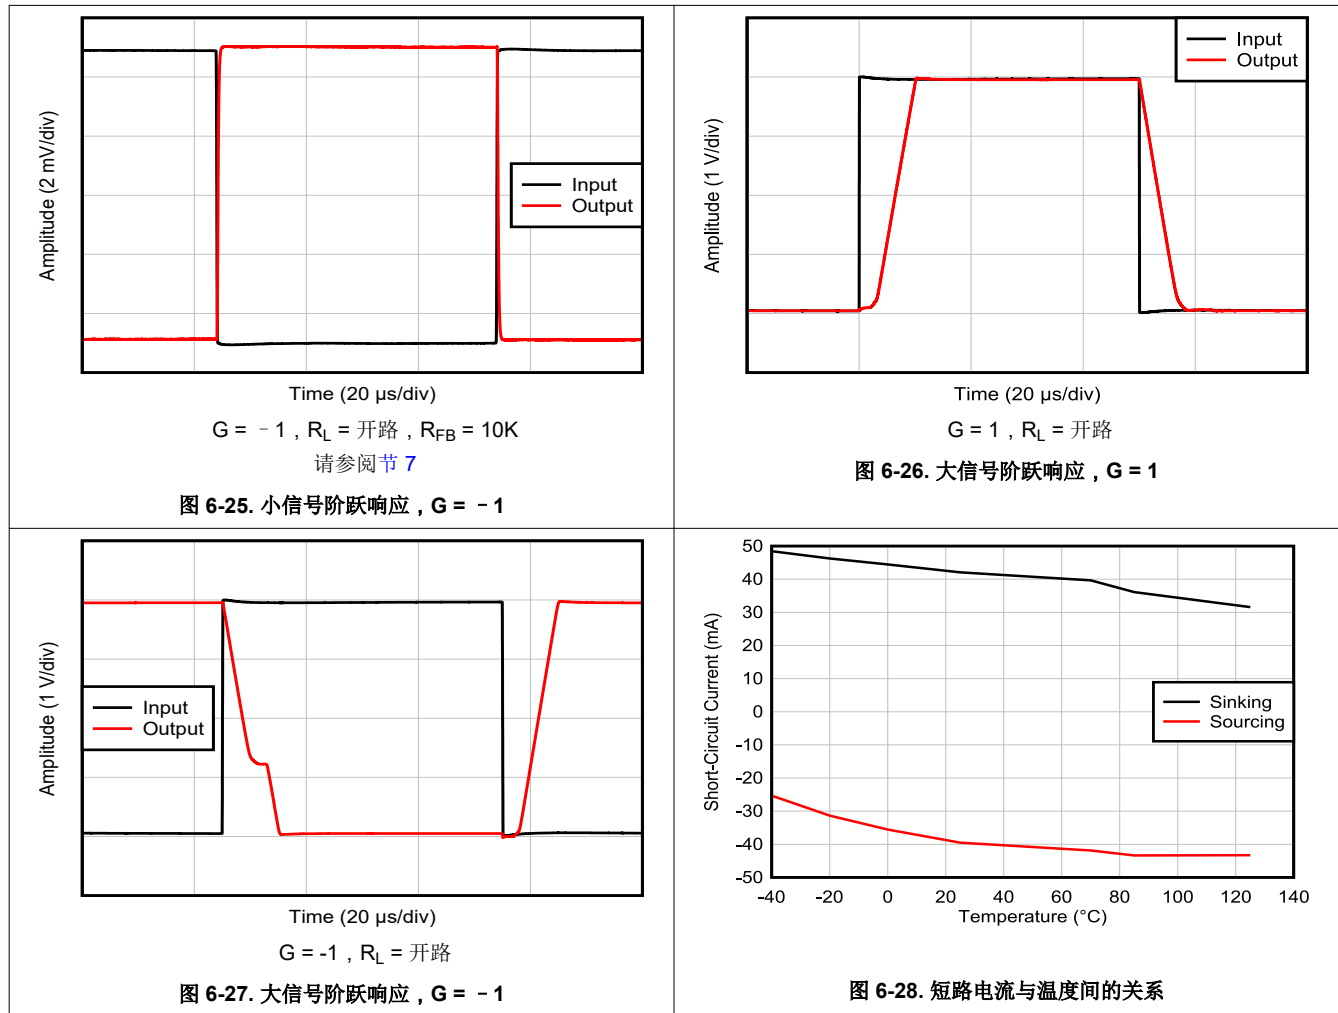 Amplitude (2 mV/div)
Input
Output
Time (20 μs/div)
G = －1，RL = 开路，RFB = 10K
请参阅节 7
图 6-25. 小信号阶跃响应，G = －1
Amplitude (1 V/div)
Input
Output
Time (20 μs/div)
G = 1，RL = 开路
图 6-26. 大信号阶跃响应，G = 1
Amplitude (1 V/div)
Input
Output
Time (20 μs/div)
G = -1，RL = 开路
图 6-27. 大信号阶跃响应，G = －1
Short-Circuit Current (mA)
50
40
30
20
10
0
-10
-20
-30
-40
-50
Sinking
Sourcing
-40 -20 0 20 40 60 80 100 120 140
Temperature (°C)
图 6-28. 短路电流与温度间的关系